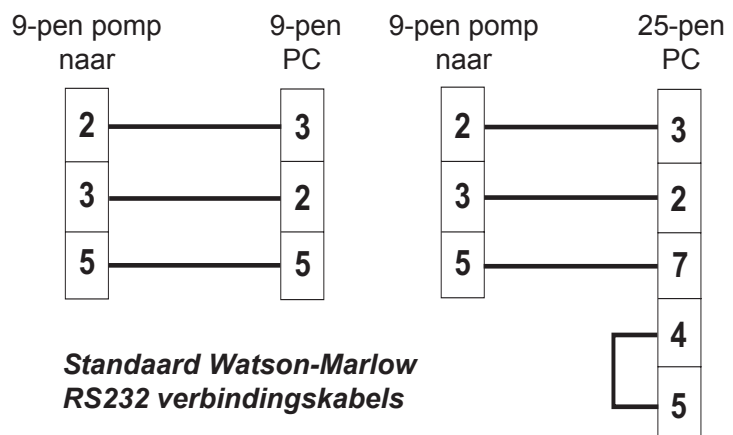 9-pen pomp naar
9-pen PC
2 3
3 2
5 5
9-pen pomp naar
25-pen PC
2 3
3 2
5 7
4
5
Standaard Watson-Marlow
RS232 verbindingskabels